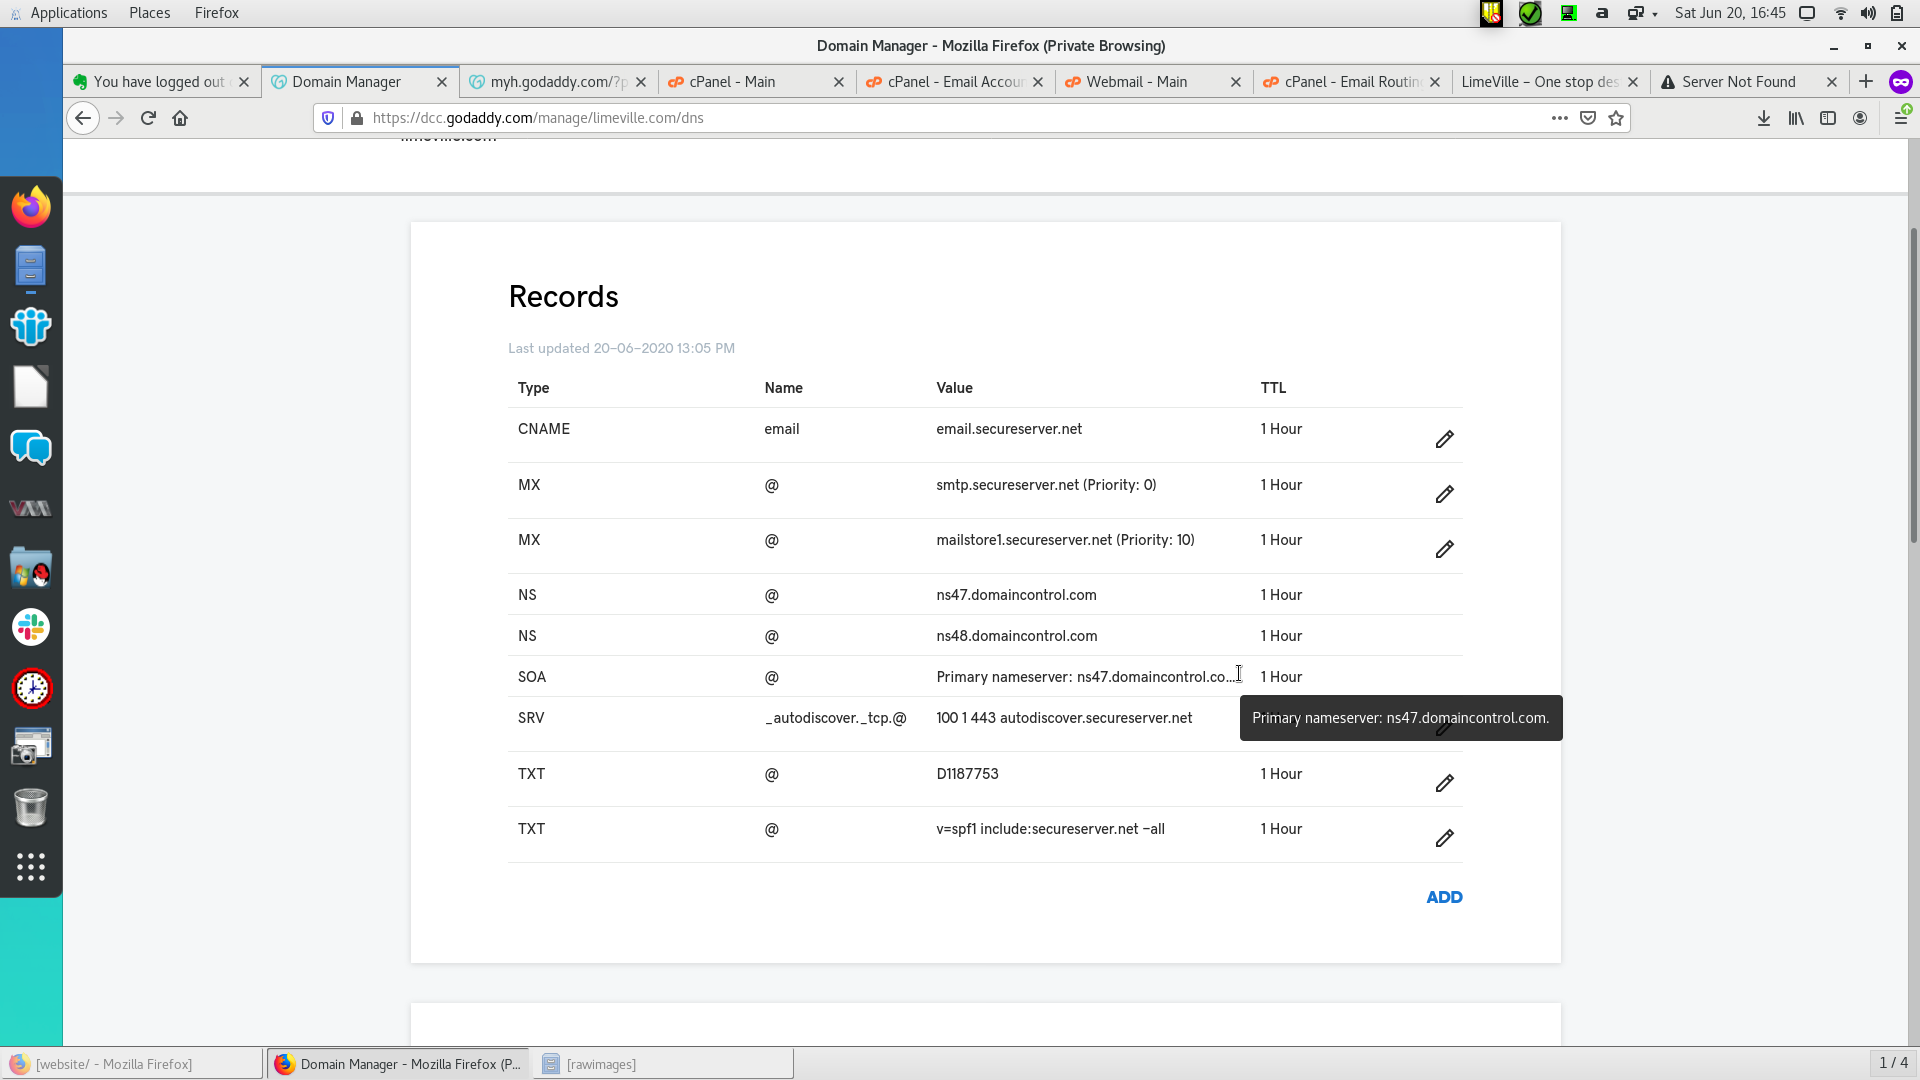 Applications Places Firefox a Sat Jun 20, 16:45
Domain Manager - Mozilla Firefox (Private Browsing)
You have logged out Domain Manager myh.godaddy.com/?p cPanel - Main cPanel - Email Accou Webmail - Main cPanel - Email Routin LimeVille – One stop des Server Not Found
https://dcc.godaddy.com/manage/limeville.com/dns
limeville.com
Records
Last updated 20-06-2020 13:05 PM
Type Name Value TTL
CNAME email email.secureserver.net 1 Hour
MX @ smtp.secureserver.net (Priority: 0) 1 Hour
MX @ mailstore1.secureserver.net (Priority: 10) 1 Hour
NS @ ns47.domaincontrol.com 1 Hour
NS @ ns48.domaincontrol.com 1 Hour
SOA @ Primary nameserver: ns47.domaincontrol.co... 1 Hour
SRV _autodiscover._tcp.@ 100 1 443 autodiscover.secureserver.net
Primary nameserver: ns47.domaincontrol.com.
TXT @ D1187753 1 Hour
TXT @ v=spf1 include:secureserver.net -all 1 Hour
ADD
[website/ - Mozilla Firefox] Domain Manager - Mozilla Firefox (P... [rawimages] 1 / 4